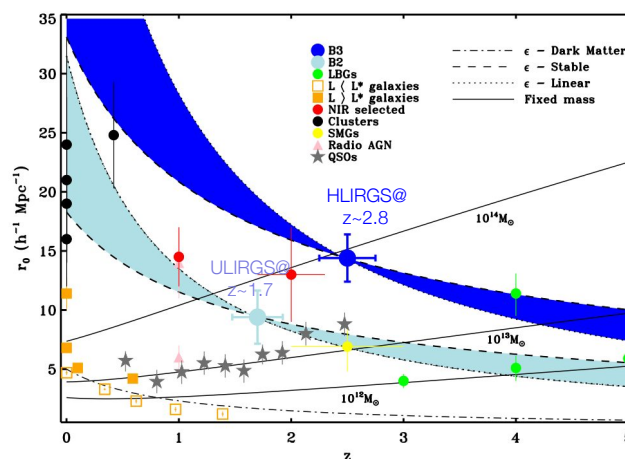 35
30
25
20
15
10
5
r₀ (h⁻¹ Mpc⁻¹)
B3
B2
LBGs
L ⟨ L* galaxies
L ⟩ L* galaxies
NIR selected
Clusters
SMGs
Radio AGN
QSOs
ϵ – Dark Matter
ϵ – Stable
ϵ – Linear
Fixed mass
HLIRGS@
z~2.8
10¹⁴M⊙
ULIRGS@
z~1.7
10¹³M⊙
10¹²M⊙
0 1 2 3 4 5
z